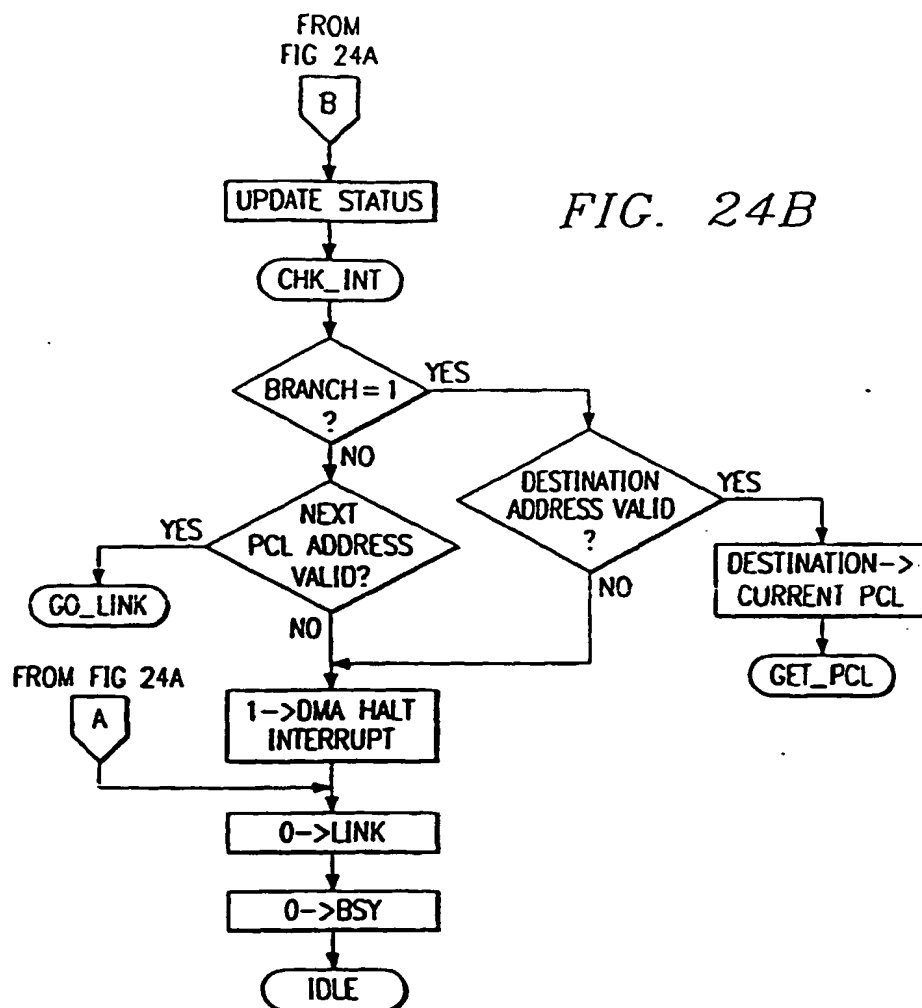 FROM
FIG 24A
B
UPDATE STATUS
FIG. 24B
CHK_INT
BRANCH = 1
?
YES
NO
DESTINATION
ADDRESS VALID
?
YES
NO
NEXT
PCL ADDRESS
VALID?
YES
NO
GO_LINK
DESTINATION->
CURRENT PCL
GET_PCL
FROM FIG 24A
A
1->DMA HALT
INTERRUPT
0->LINK
0->BSY
IDLE